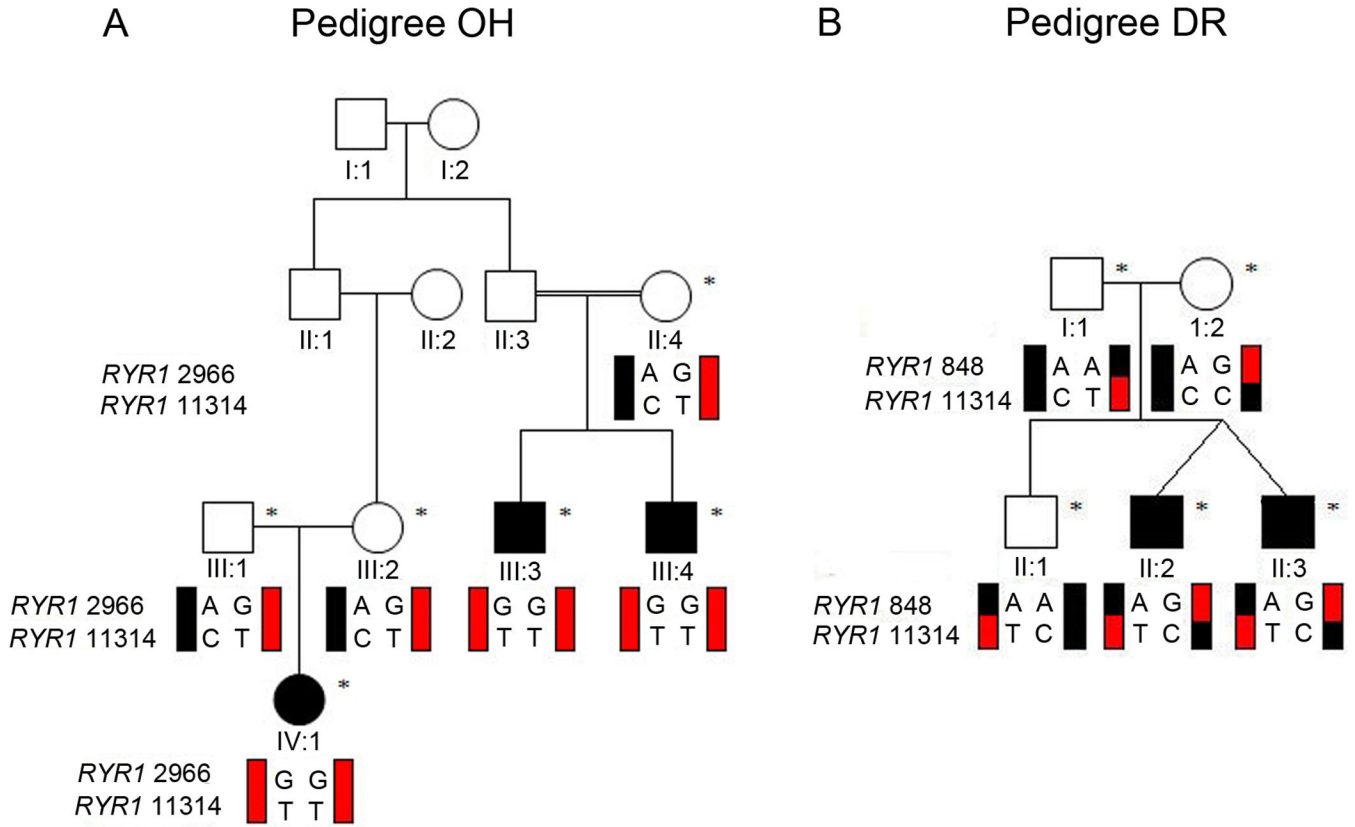 A Pedigree OH B Pedigree DR
I:1 I:2
II:1 II:2 II:3 II:4 *
RYR1 2966 A G
RYR1 11314 C T
I:1 * 1:2 *
RYR1 848 A A A G
RYR1 11314 C T C C
III:1 * III:2 * III:3 * III:4 *
RYR1 2966 A G A G G G G G
RYR1 11314 C T C T T T T T
II:1 * II:2 * II:3 *
RYR1 848 A A A G A G
RYR1 11314 T C T C T C
IV:1 *
RYR1 2966 G G
RYR1 11314 T T